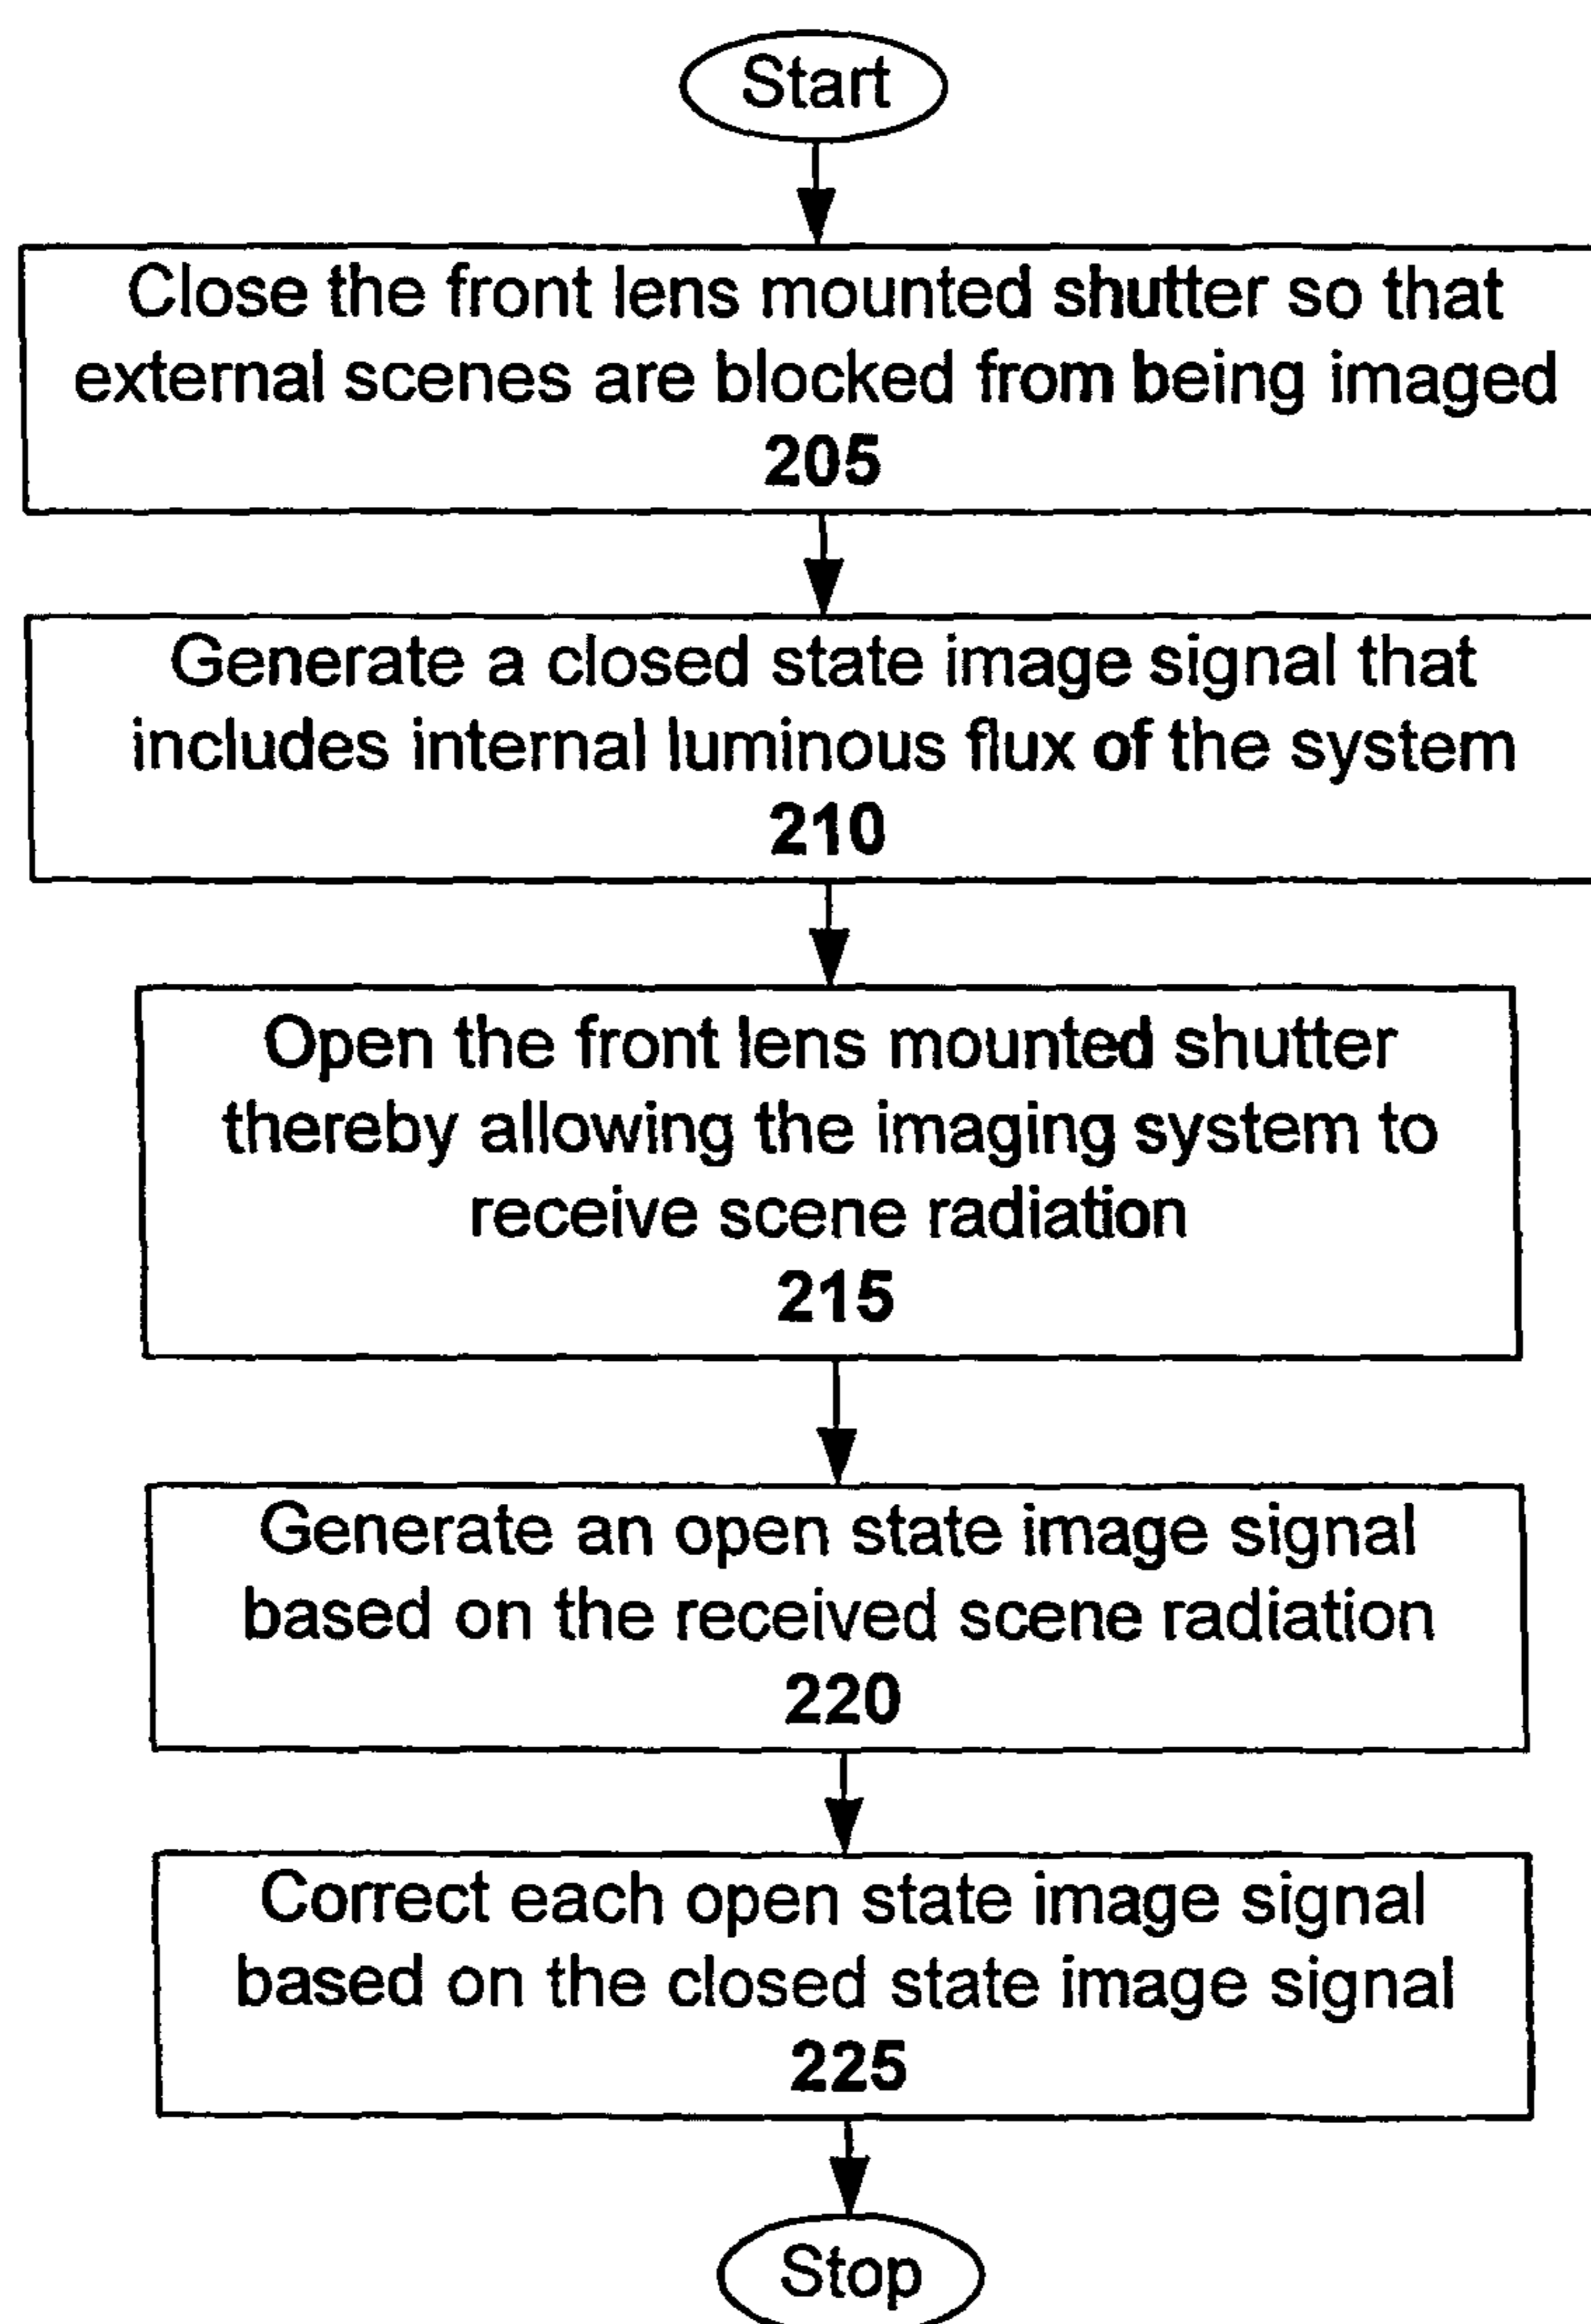 Start
Close the front lens mounted shutter so that
external scenes are blocked from being imaged
205
Generate a closed state image signal that
includes internal luminous flux of the system
210
Open the front lens mounted shutter
thereby allowing the imaging system to
receive scene radiation
215
Generate an open state image signal
based on the received scene radiation
220
Correct each open state image signal
based on the closed state image signal
225
Stop